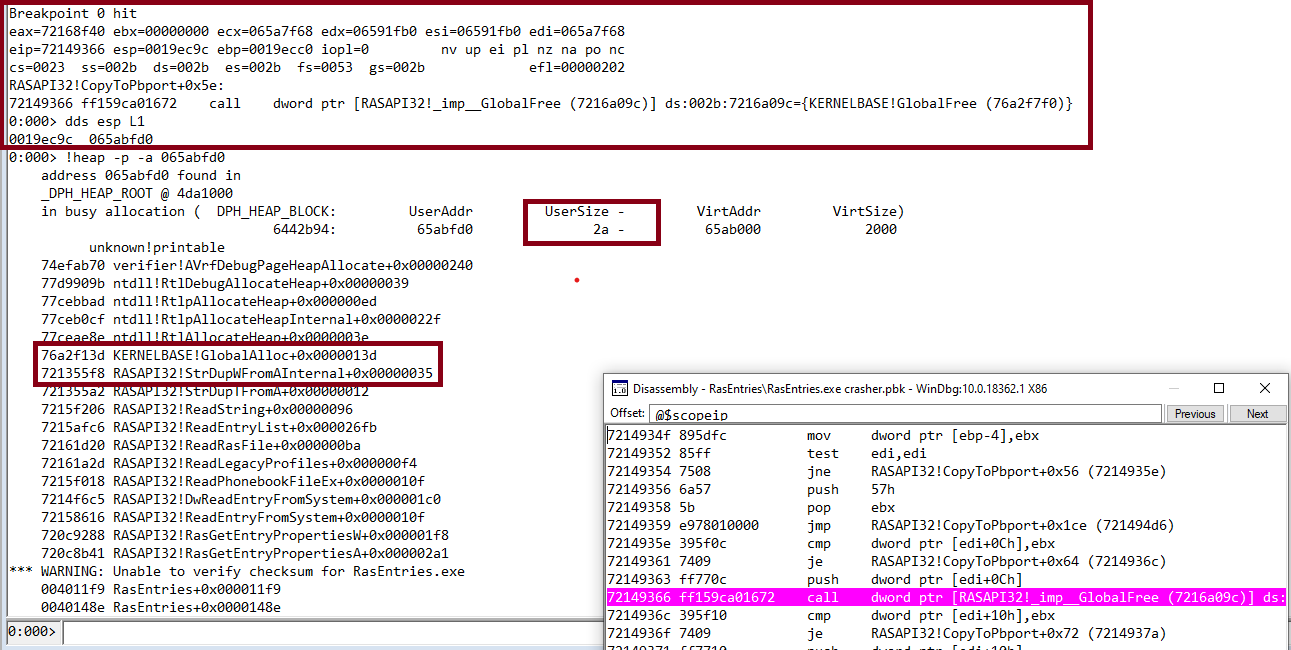 Breakpoint 0 hit
eax=72168f40 ebx=00000000 ecx=065a7f68 edx=06591fb0 esi=06591fb0 edi=065a7f68
eip=72149366 esp=0019ec9c ebp=0019ecc0 iopl=0 nv up ei pl nz na po nc
cs=0023 ss=002b ds=002b es=002b fs=0053 gs=002b efl=00000202
RASAPI32!CopyToPbport+0x5e:
72149366 ff159ca01672 call dword ptr [RASAPI32!_imp__GlobalFree (7216a09c)] ds:002b:7216a09c={KERNELBASE!GlobalFree (76a2f7f0)}
0:000> dds esp L1
0019ec9c 065abfd0
0:000> !heap -p -a 065abfd0
address 065abfd0 found in
_DPH_HEAP_ROOT @ 4da1000
in busy allocation ( DPH_HEAP_BLOCK: UserAddr UserSize - VirtAddr VirtSize)
6442b94: 65abfd0 2a - 65ab000 2000
unknown!printable
74efab70 verifier!AVrfDebugPageHeapAllocate+0x00000240
77d9909b ntdll!RtlDebugAllocateHeap+0x00000039
77cebbad ntdll!RtlpAllocateHeap+0x000000ed
77ceb0cf ntdll!RtlpAllocateHeapInternal+0x0000022f
77ceae8e ntdll!RtlAllocateHeap+0x0000003e
76a2f13d KERNELBASE!GlobalAlloc+0x0000013d
721355f8 RASAPI32!StrDupWFromAInternal+0x00000035
721355a2 RASAPI32!StrDupTFromA+0x00000012
7215f206 RASAPI32!ReadString+0x00000096
7215afc6 RASAPI32!ReadEntryList+0x000026fb
72161d20 RASAPI32!ReadRasFile+0x000000ba
72161a2d RASAPI32!ReadLegacyProfiles+0x000000f4
7215f018 RASAPI32!ReadPhonebookFileEx+0x0000010f
7214f6c5 RASAPI32!DwReadEntryFromSystem+0x000001c0
72158616 RASAPI32!ReadEntryFromSystem+0x0000010f
720c9288 RASAPI32!RasGetEntryPropertiesW+0x000001f8
720c8b41 RASAPI32!RasGetEntryPropertiesA+0x000002a1
*** WARNING: Unable to verify checksum for RasEntries.exe
004011f9 RasEntries+0x000011f9
0040148e RasEntries+0x0000148e
0:000>
Disassembly - RasEntries\RasEntries.exe crasher.pbk - WinDbg:10.0.18362.1 X86
Offset: @$scopeip Previous Next
7214934f 895dfc mov dword ptr [ebp-4],ebx
72149352 85ff test edi,edi
72149354 7508 jne RASAPI32!CopyToPbport+0x56 (7214935e)
72149356 6a57 push 57h
72149358 5b pop ebx
72149359 e978010000 jmp RASAPI32!CopyToPbport+0x1ce (721494d6)
7214935e 395f0c cmp dword ptr [edi+0Ch],ebx
72149361 7409 je RASAPI32!CopyToPbport+0x64 (7214936c)
72149363 ff770c push dword ptr [edi+0Ch]
72149366 ff159ca01672 call dword ptr [RASAPI32!_imp__GlobalFree (7216a09c)] ds:
7214936c 395f10 cmp dword ptr [edi+10h],ebx
7214936f 7409 je RASAPI32!CopyToPbport+0x72 (7214937a)
72149371 ff7710 push dword ptr [edi+10h]